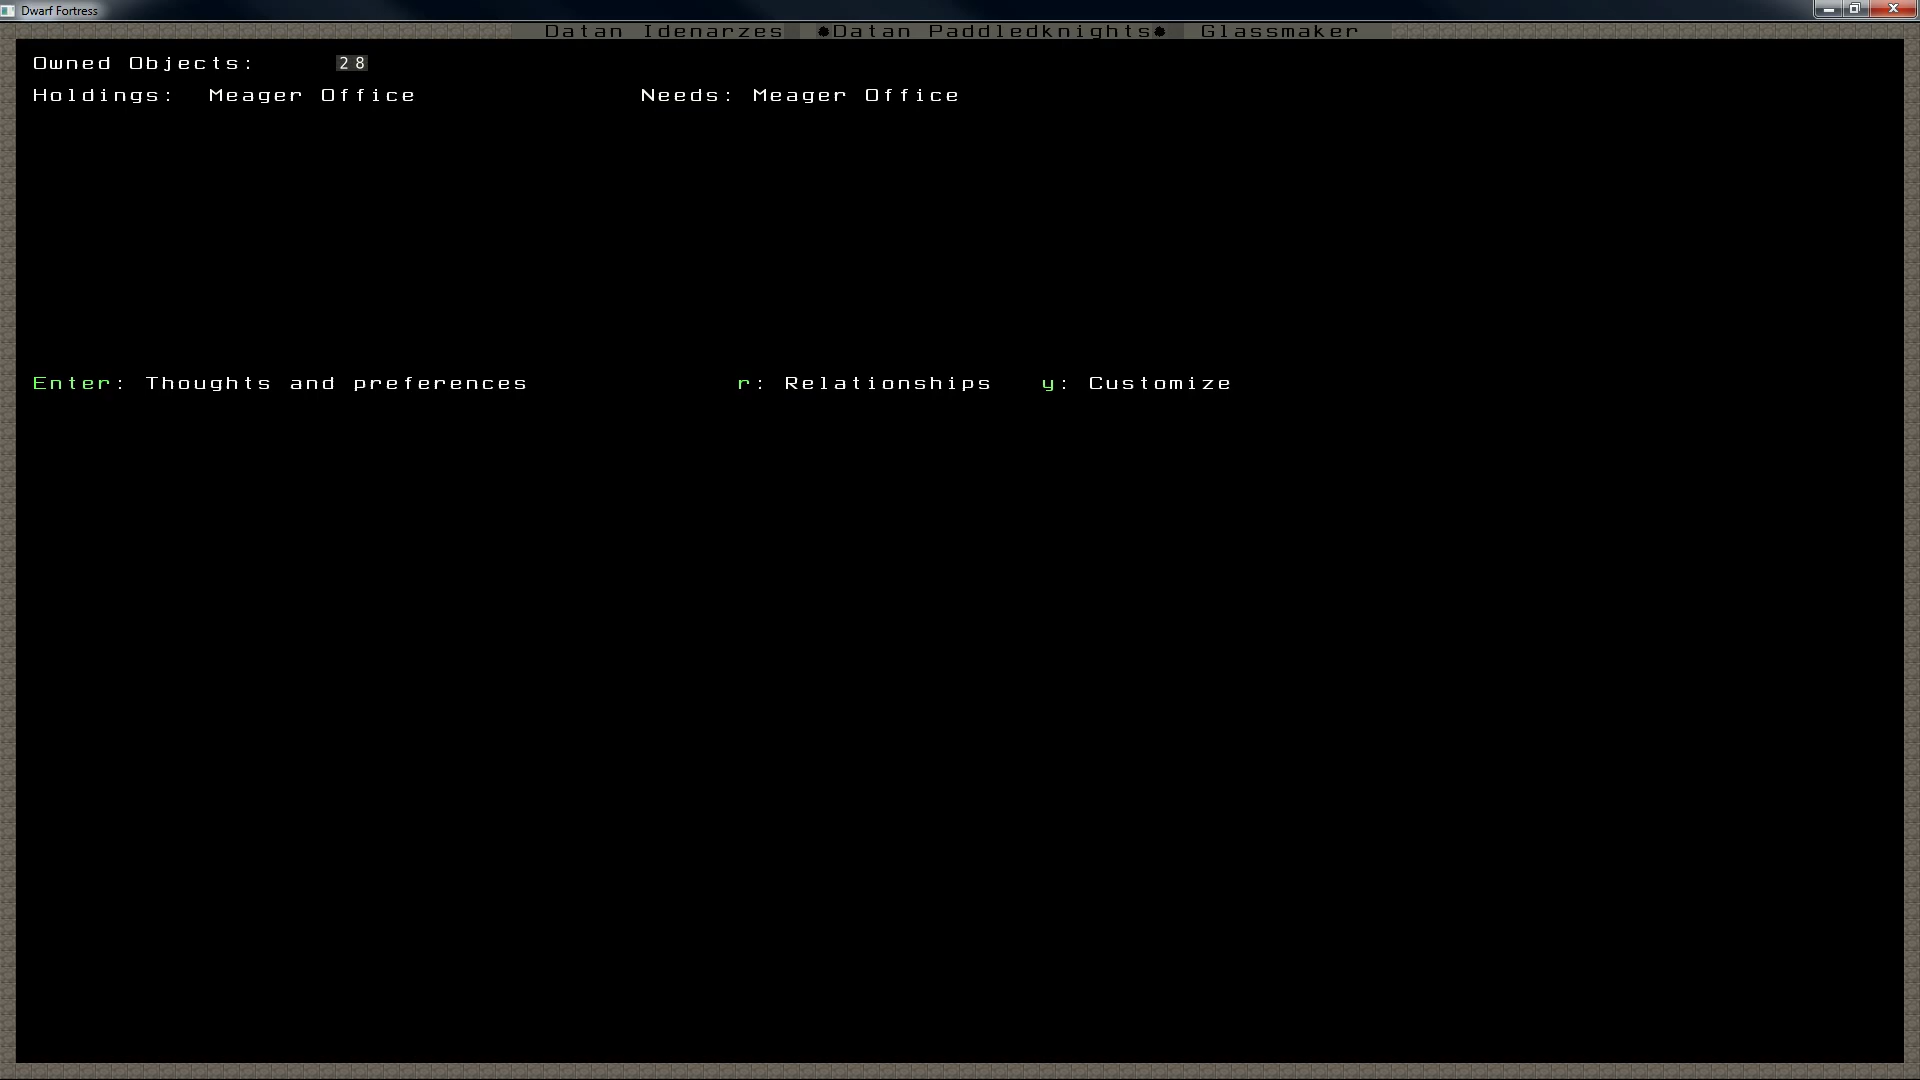 Dwarf Fortress
Datan Idenarzes ●Datan Paddledknights● Glassmaker
Owned Objects: 28
Holdings: Meager Office Needs: Meager Office
Enter: Thoughts and preferences r: Relationships y: Customize